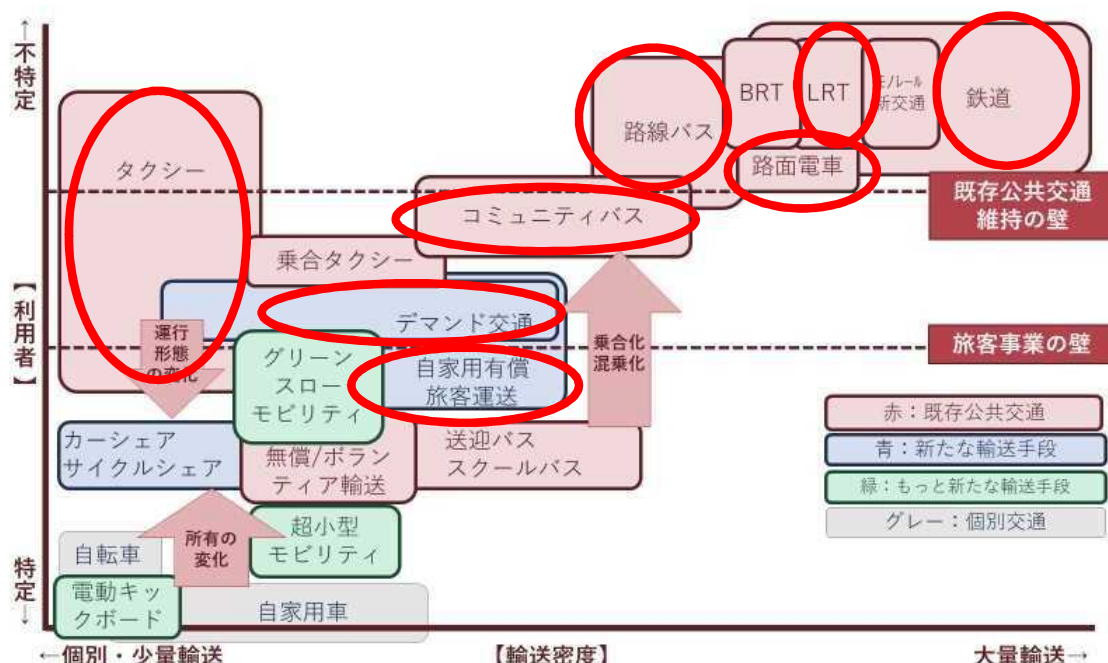 ←不特定
【利用者】
特定→
タクシー
路線バス
BRT
LRT
モノレール
新交通
鉄道
路面電車
既存公共交通
維持の壁
コミュニティバス
乗合タクシー
デマンド交通
運行
形態
の変化
乗合化
混乗化
旅客事業の壁
グリーン
スロー
モビリティ
自家用有償
旅客運送
赤：既存公共交通
青：新たな輸送手段
緑：もっと新たな輸送手段
グレー：個別交通
カーシェア
サイクルシェア
無償/ボラン
ティア輸送
送迎バス
スクールバス
所有の
変化
超小型
モビリティ
自転車
電動キッ
クボード
自家用車
←個別・少量輸送
【輸送密度】
大量輸送→